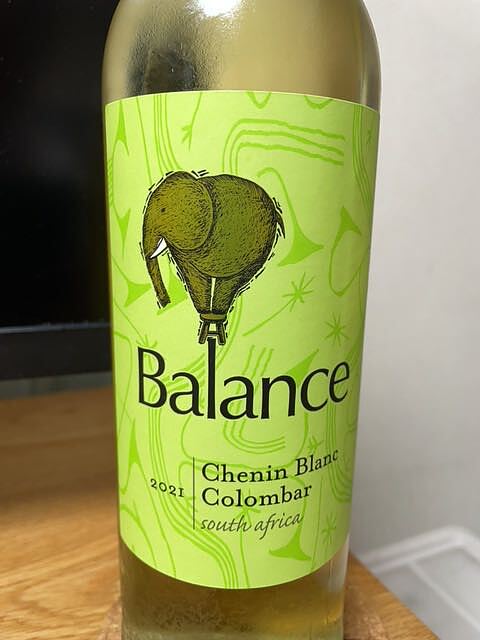 Balance
2021
Chenin Blanc
Colombar
south africa